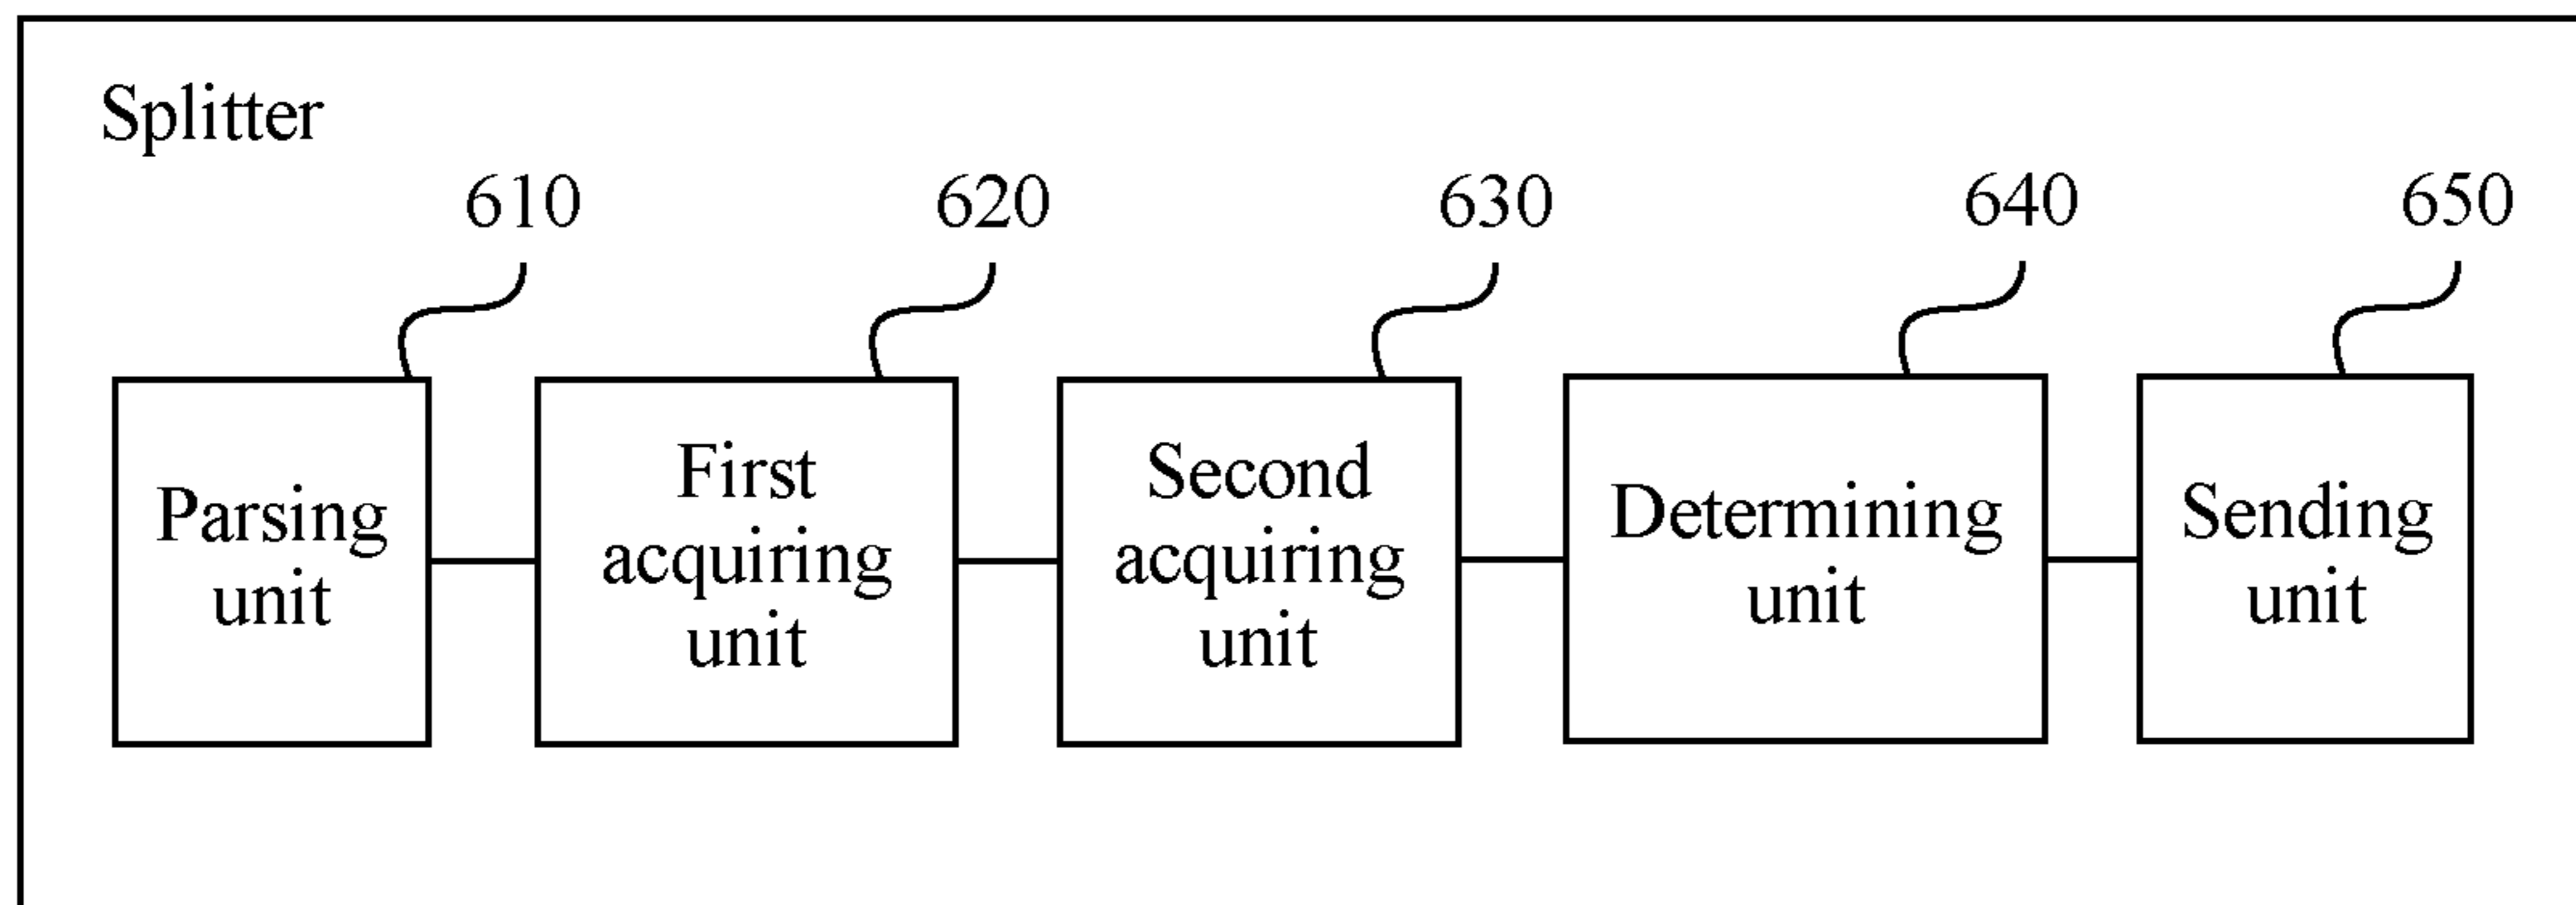 Splitter
610
620
630
640
650
Parsing
unit
First
acquiring
unit
Second
acquiring
unit
Determining
unit
Sending
unit